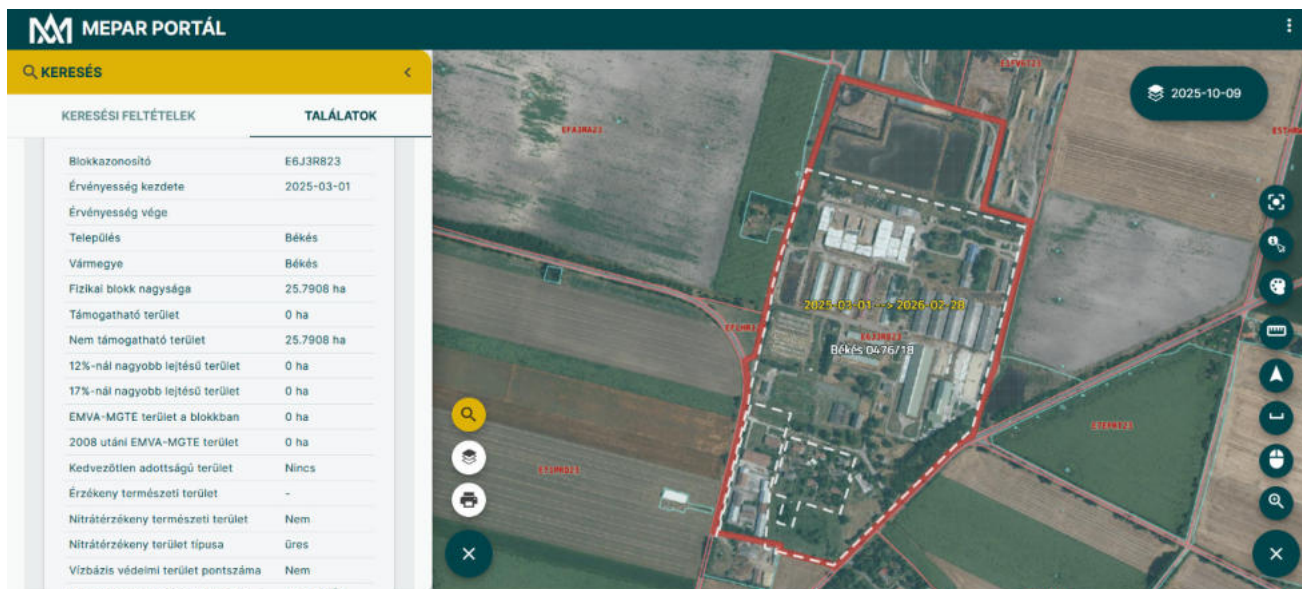 MEPAR PORTÁL
KERESÉS
KERESÉSI FELTÉTELEK
TALÁLATOK
Blokkazonosító E6J3R823
Érvényesség kezdete 2025-03-01
Érvényesség vége
Település Békés
Vármegye Békés
Fizikai blokk nagysága 25.7908 ha
Támogatható terület 0 ha
Nem támogatható terület 25.7908 ha
12%-nál nagyobb lejtésű terület 0 ha
17%-nál nagyobb lejtésű terület 0 ha
EMVA-MGTE terület a blokkban 0 ha
2008 utáni EMVA-MGTE terület 0 ha
Kedvezőtlen adottságú terület Nincs
Érzékeny természeti terület -
Nitrátérzékeny természeti terület Nem
Nitrátérzékeny terület típusa üres
Vízbázis védelmi terület pontszáma Nem
2025-10-09
2025-03-01 --> 2026-02-28
E6J3R823
Békés 0476/18